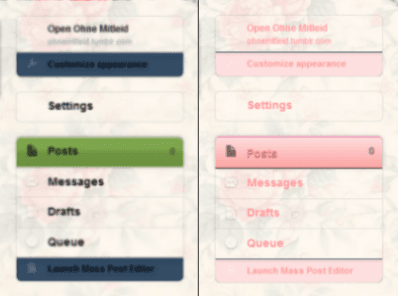 Open Ohne Mitleid
ohnemitleid.tumblr.com
Customize appearance
Settings
Posts 0
Messages
Drafts
Queue
Launch Mass Post Editor
Open Ohne Mitleid
ohnemitleid.tumblr.com
Customize appearance
Settings
Posts 0
Messages
Drafts
Queue
Launch Mass Post Editor